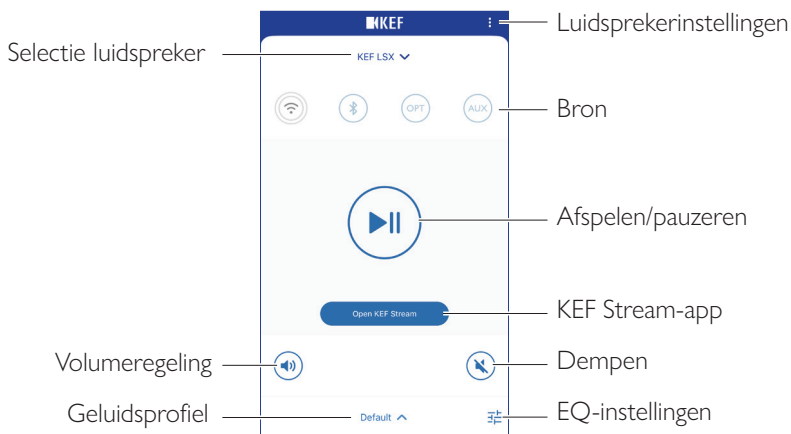 KEF
Luidsprekerinstellingen
Selectie luidspreker
KEF LSX
OPT
AUX
Bron
Afspelen/pauzeren
Open KEF Stream
KEF Stream-app
Volumeregeling
Dempen
Geluidsprofiel
Default
EQ-instellingen